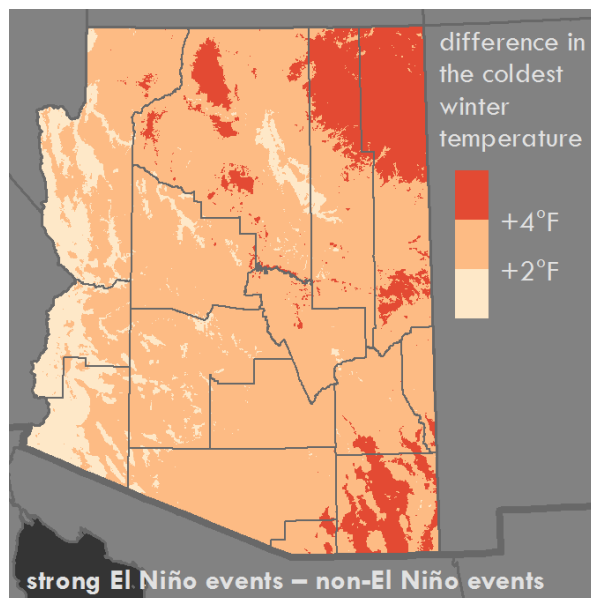 difference in
the coldest
winter
temperature
+4°F
+2°F
strong El Niño events – non-El Niño events